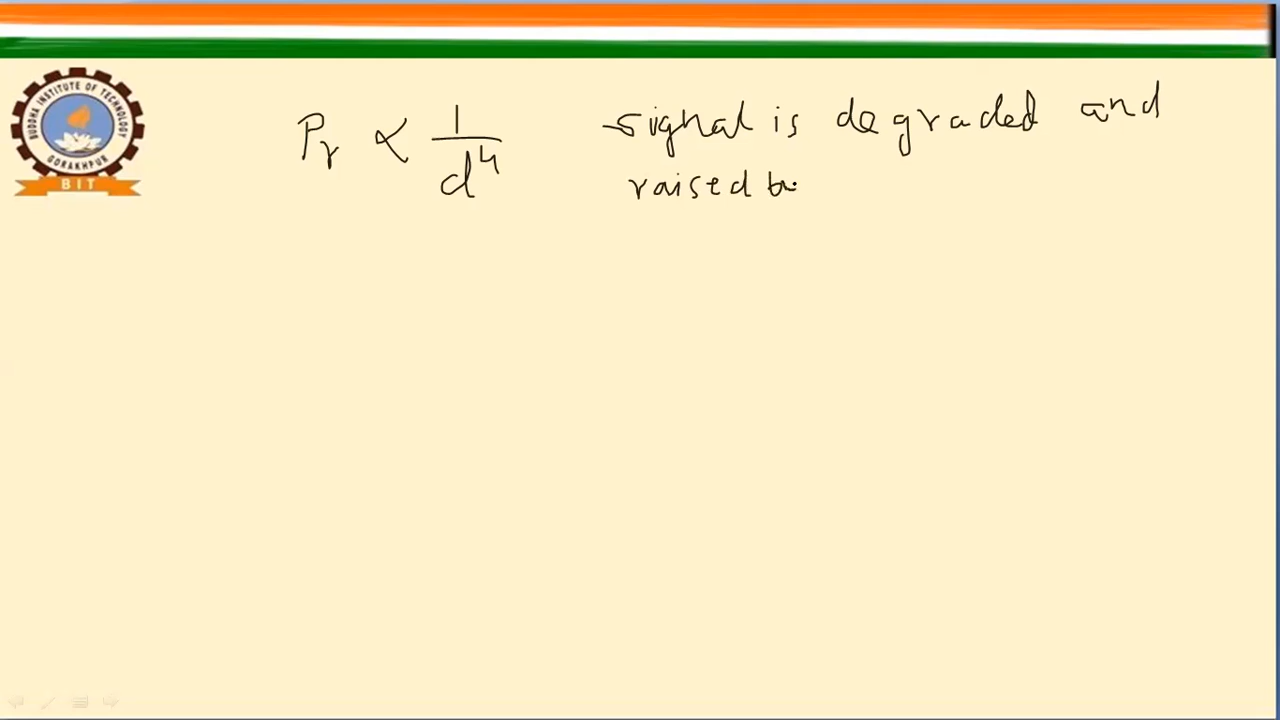 BUDDHA INSTITUTE OF TECHNOLOGY
GORAKHPUR
BIT
Pr ∝ 1/d⁴
signal is degraded and
raised